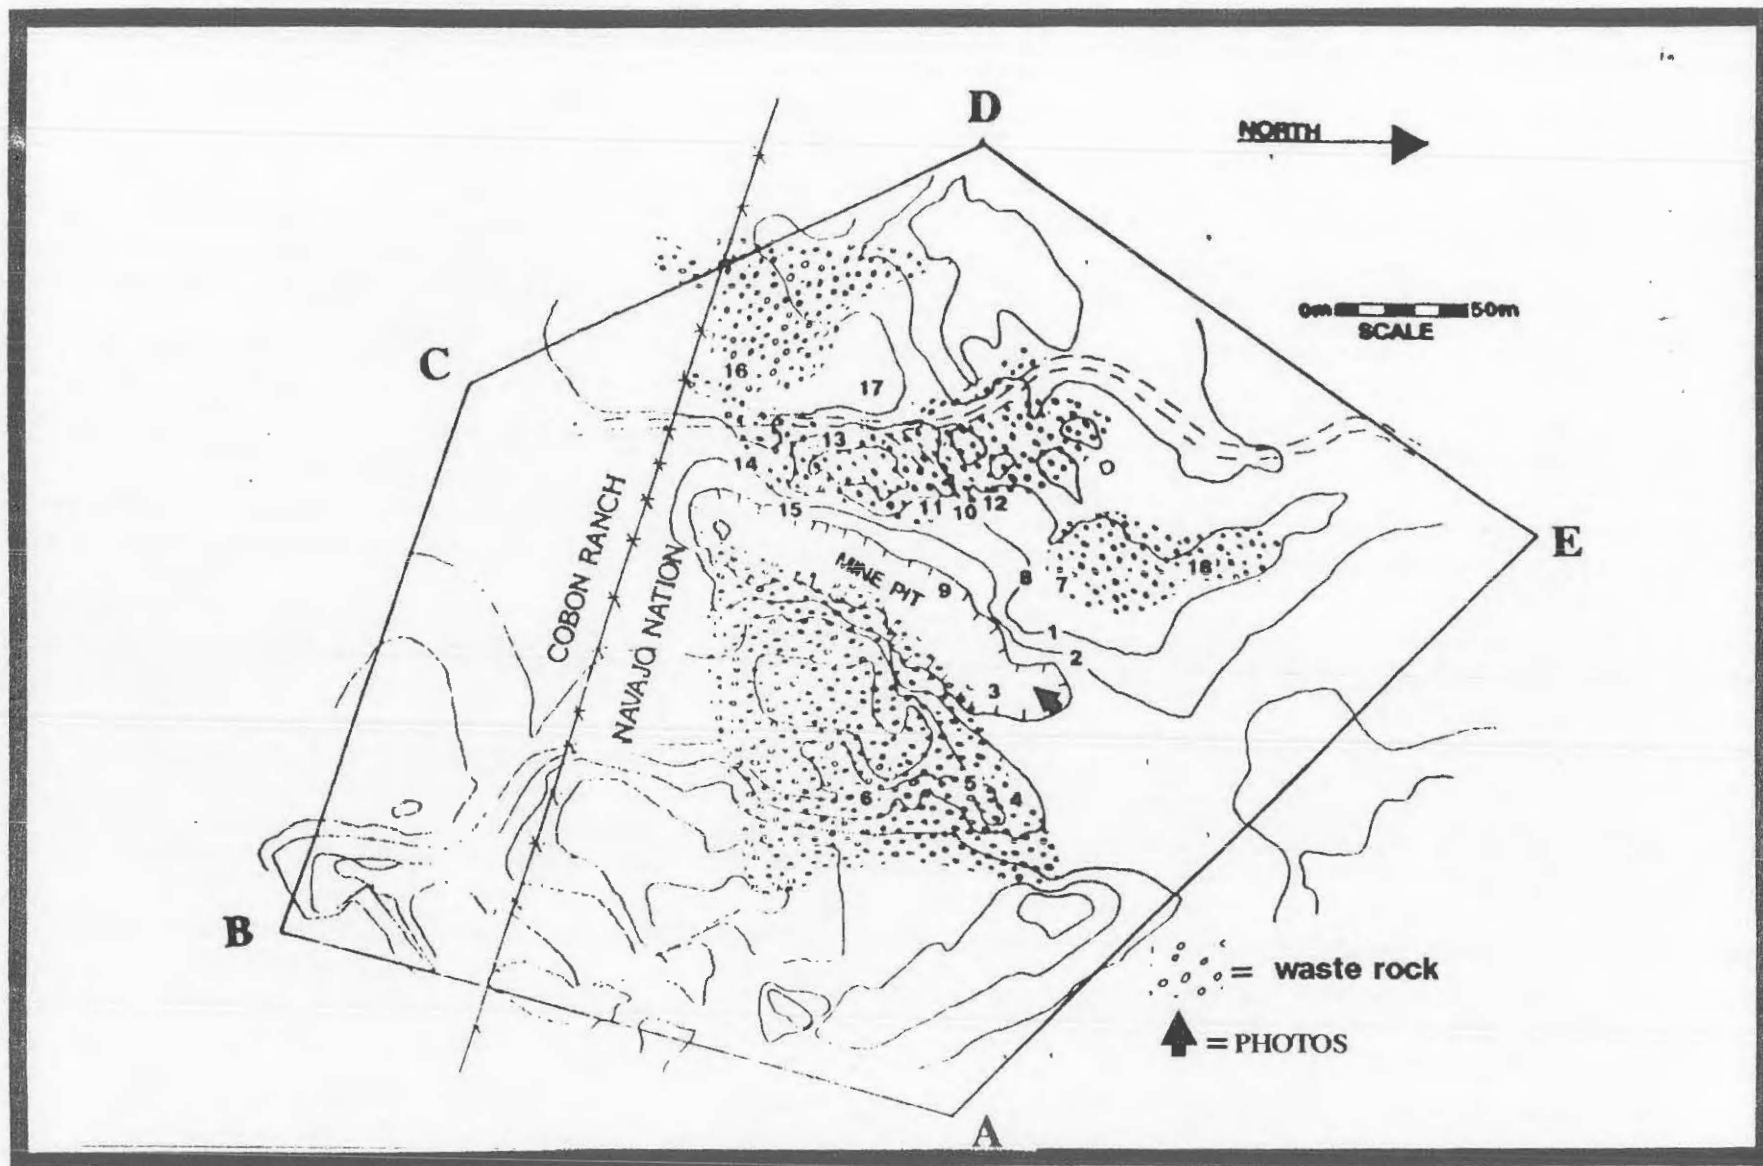 D
NORTH
0m 50m
SCALE
C
16
17
13
14
15
11
10
12
COBON RANCH
NAVAJO NATION
MINE PIT
9
8
7
18
E
1
2
3
6
5
4
B
= waste rock
= PHOTOS
A